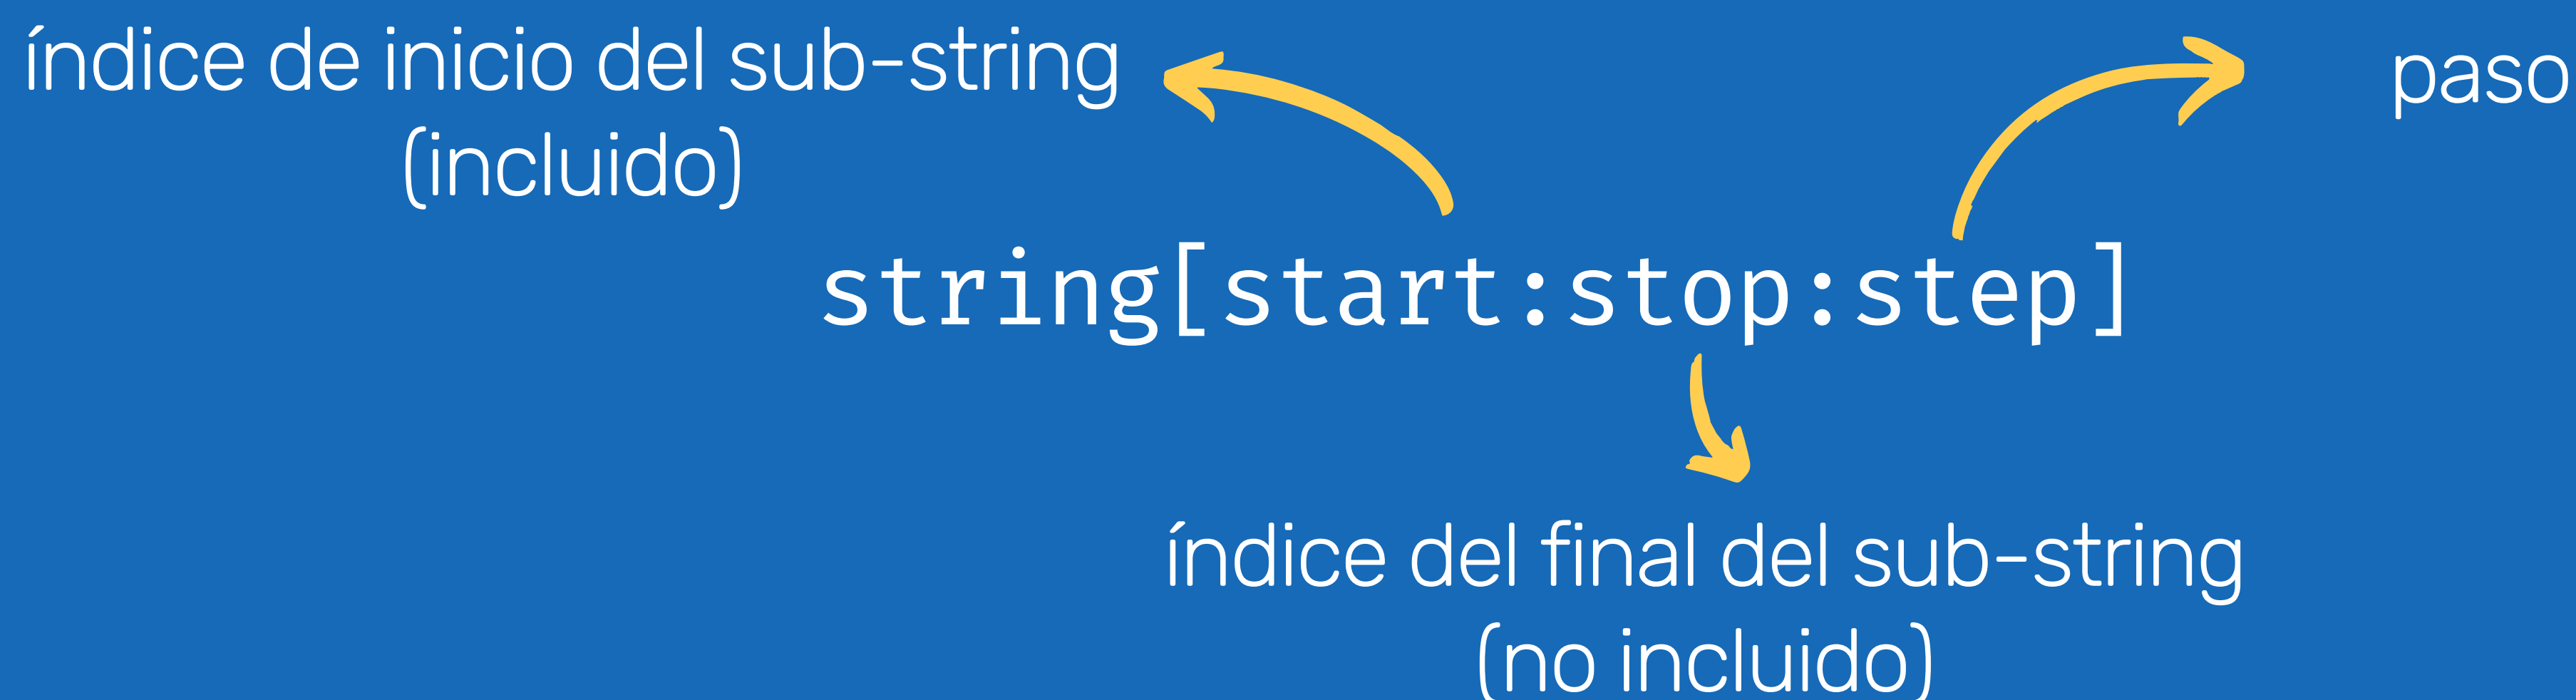 índice de inicio del sub-string
(incluido)
paso
string[start:stop:step]
índice del final del sub-string
(no incluido)